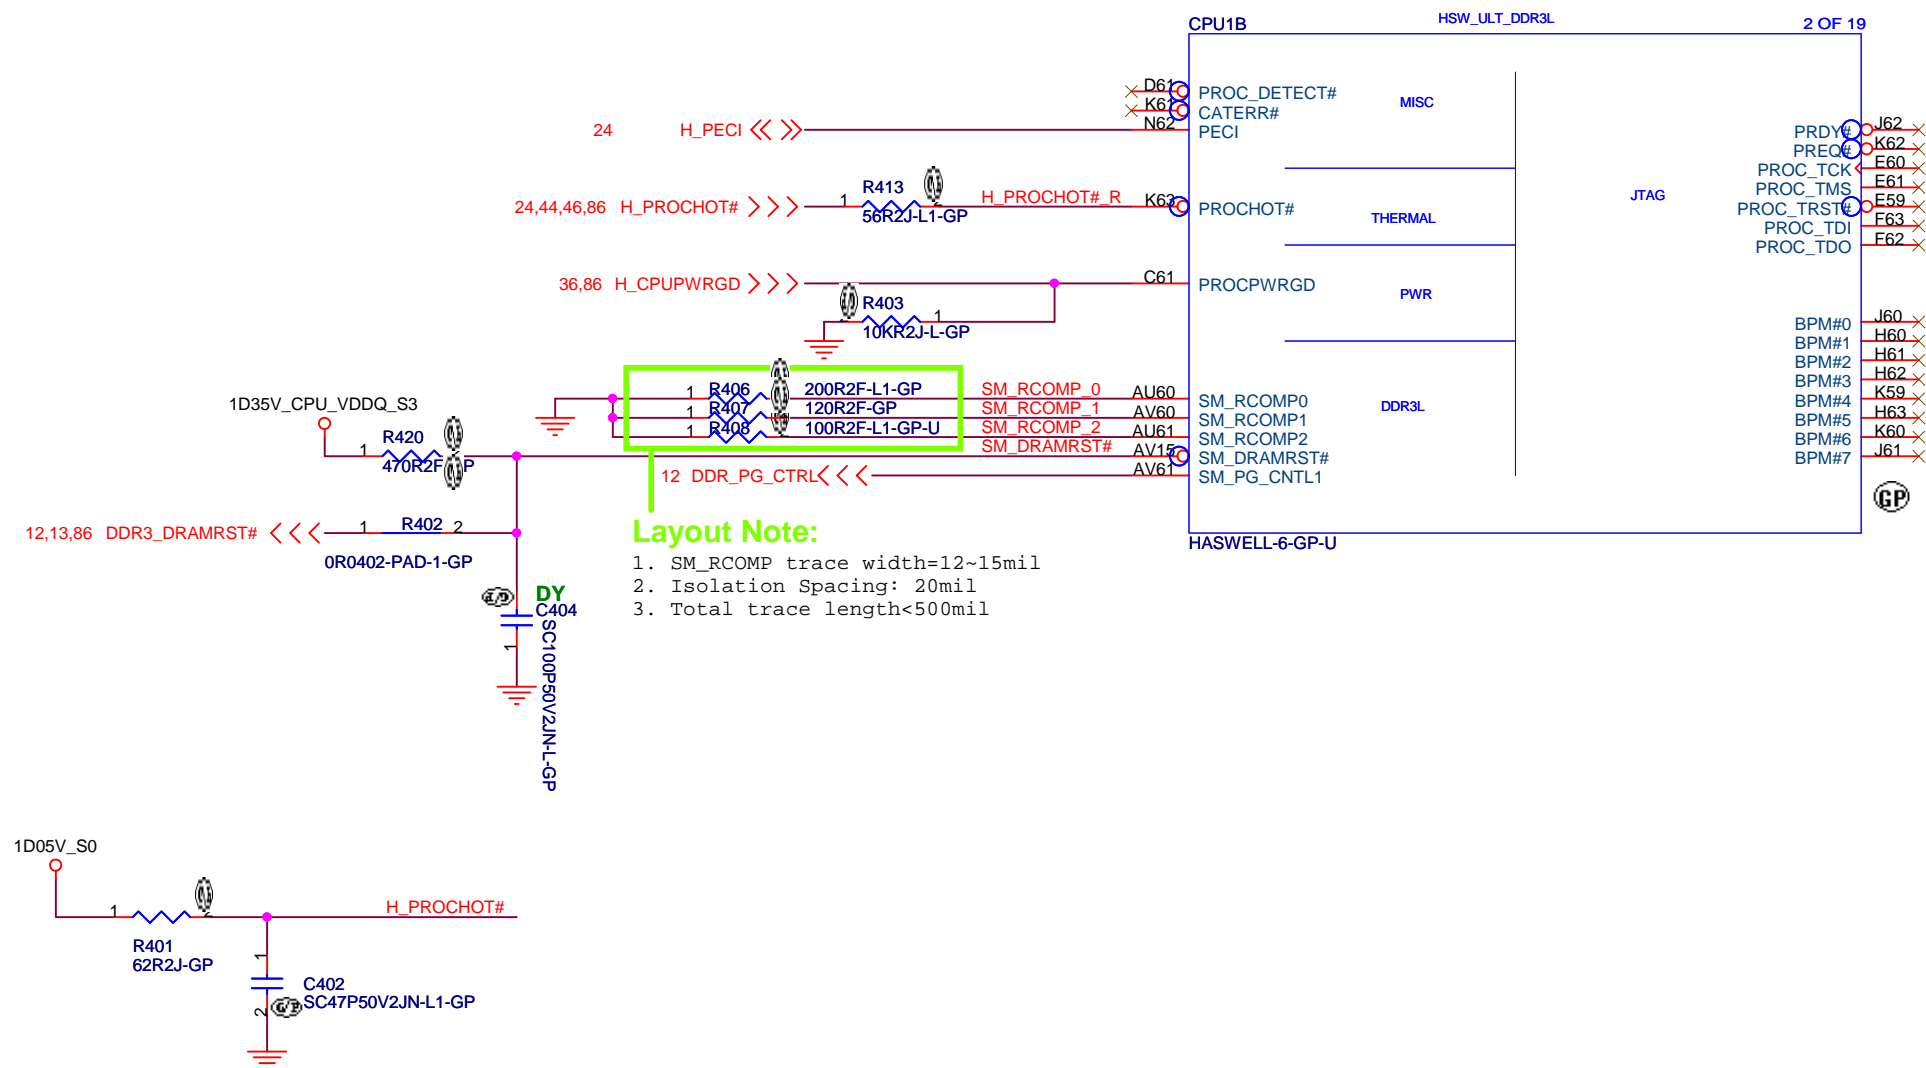 CPU1B
HSW_ULT_DDR3L
2 OF 19
D61
PROC_DETECT#
MISC
K61
CATERR#
24 H_PECI
N62
PECI
PRDY#
J62
PREQ#
K62
PROC_TCK
E60
PROC_TMS
E61
PROC_TRST#
E59
PROC_TDI
F63
PROC_TDO
F62
JTAG
24,44,46,86 H_PROCHOT#
1
R413
2
56R2J-L1-GP
H_PROCHOT#_R
K63
PROCHOT#
THERMAL
36,86 H_CPUPWRGD
C61
PROCPWRGD
PWR
R403
1
10KR2J-L-GP
BPM#0
J60
BPM#1
H60
BPM#2
H61
BPM#3
H62
BPM#4
K59
BPM#5
H63
BPM#6
K60
BPM#7
J61
1 R406 200R2F-L1-GP
SM_RCOMP_0
AU60
SM_RCOMP0
DDR3L
1 R407 120R2F-GP
SM_RCOMP_1
AV60
SM_RCOMP1
1 R408 100R2F-L1-GP-U
SM_RCOMP_2
AU61
SM_RCOMP2
SM_DRAMRST#
AV15
SM_DRAMRST#
12 DDR_PG_CTRL
AV61
SM_PG_CNTL1
GP
HASWELL-6-GP-U
1D35V_CPU_VDDQ_S3
R420
1
12,13,86 DDR3_DRAMRST#
1 R402 2
0R0402-PAD-1-GP
Layout Note:
1. SM_RCOMP trace width=12~15mil
2. Isolation Spacing: 20mil
3. Total trace length<500mil
DY
C404
1
SC100P50V2JN-L-GP
1D05V_S0
1
2
H_PROCHOT#
R401
62R2J-GP
1
C402
SC47P50V2JN-L1-GP
2